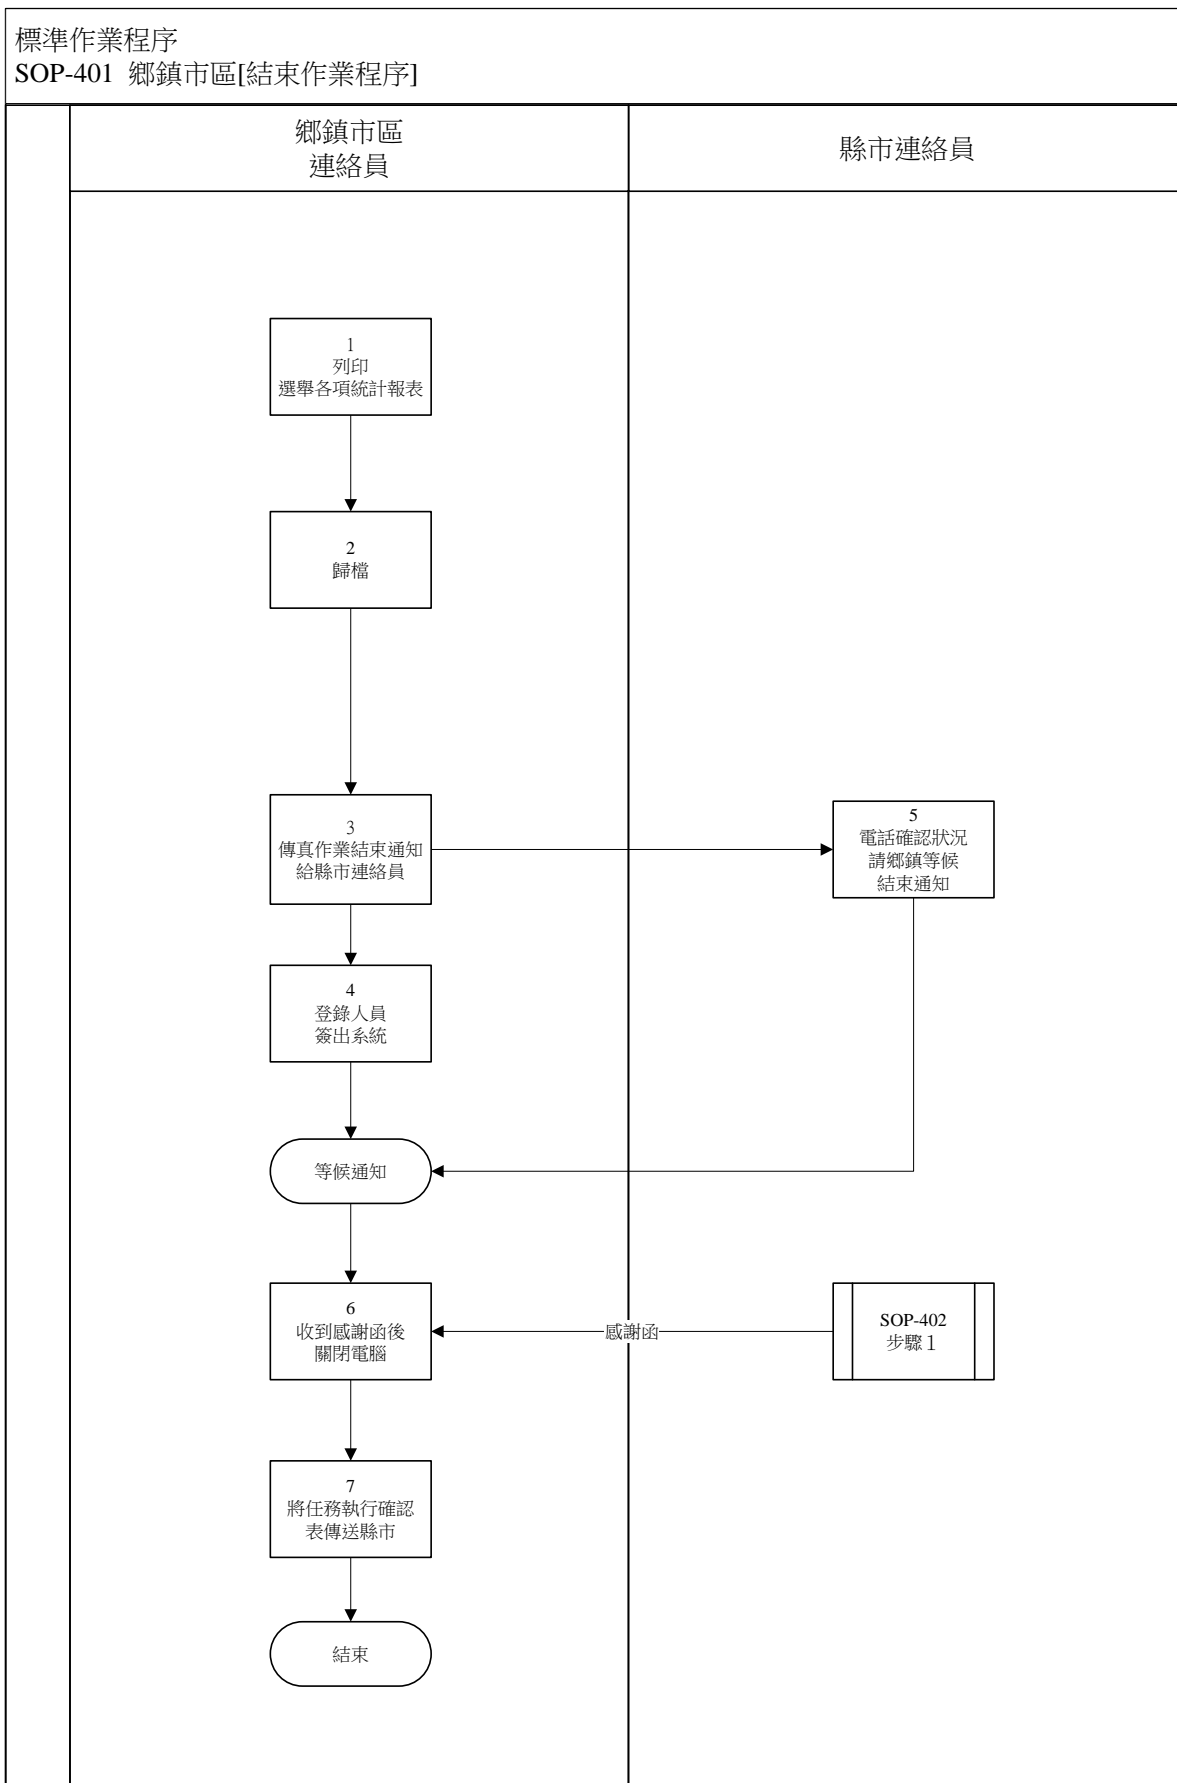 標準作業程序
SOP-401 鄉鎮市區[結束作業程序]
鄉鎮市區
連絡員
縣市連絡員
1
列印
選舉各項統計報表
2
歸檔
3
傳真作業結束通知
給縣市連絡員
5
電話確認狀況
請鄉鎮等候
結束通知
4
登錄人員
簽出系統
等候通知
6
收到感謝函後
關閉電腦
感謝函
SOP-402
步驟１
7
將任務執行確認
表傳送縣市
結束